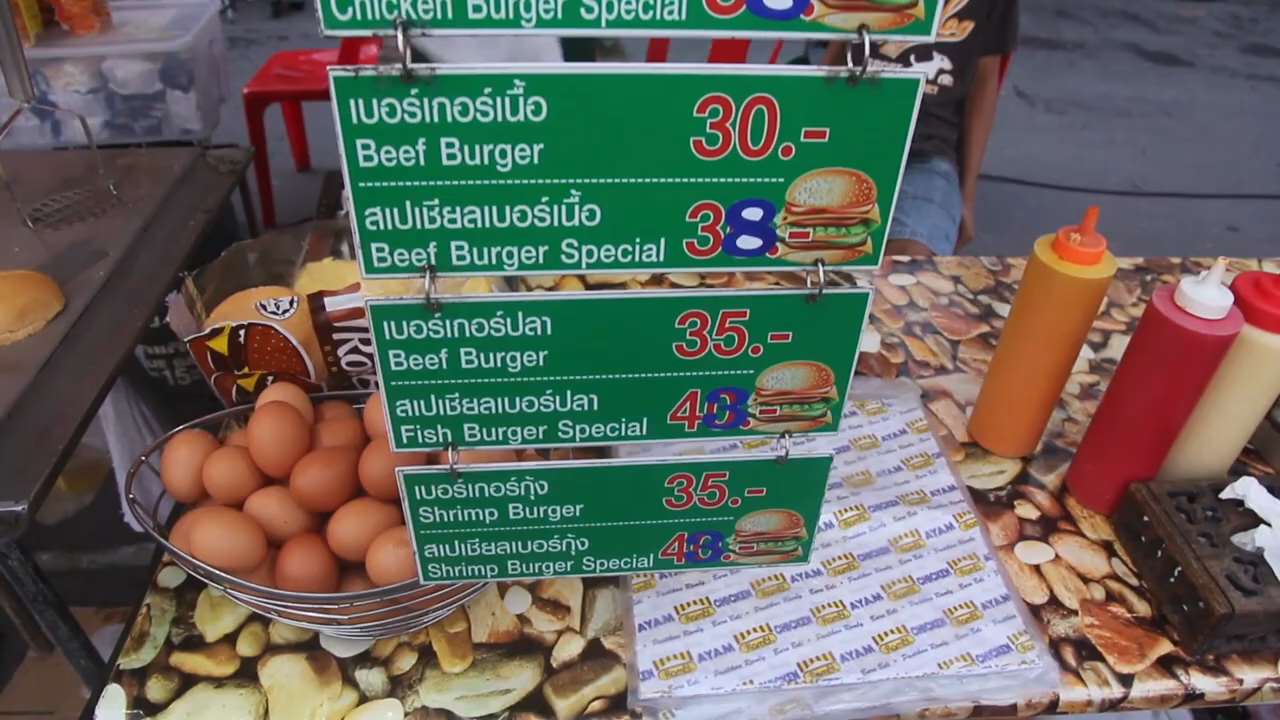 Chicken Burger Special 38
เบอร์เกอร์เนื้อ
Beef Burger 30.-
สเปเชียลเบอร์เนื้อ
Beef Burger Special 38.-
เบอร์เกอร์ปลา
Beef Burger 35.-
สเปเชียลเบอร์ปลา
Fish Burger Special 48.-
เบอร์เกอร์กุ้ง
Shrimp Burger 35.-
สเปเชียลเบอร์กุ้ง
Shrimp Burger Special 48.-
AYAM Ramli CHICKEN